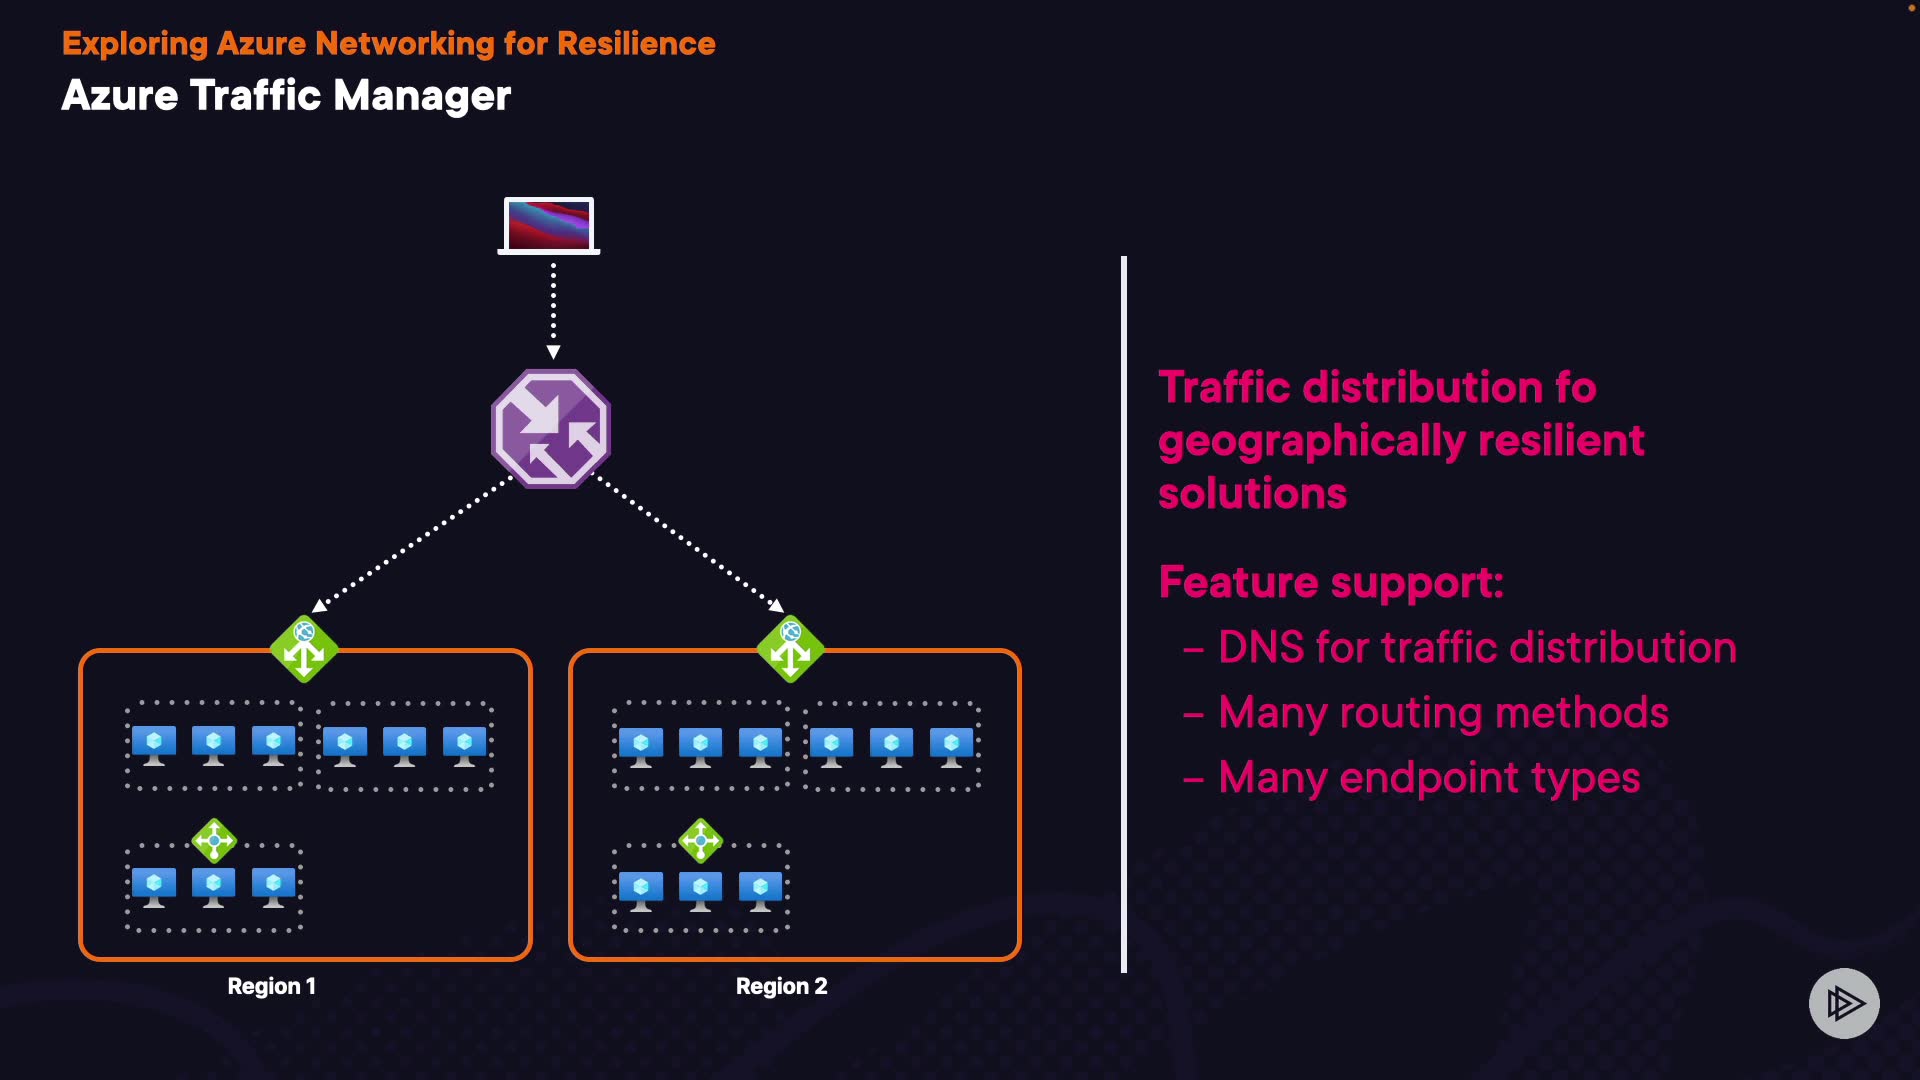 Exploring Azure Networking for Resilience
Azure Traffic Manager
Traffic distribution fo
geographically resilient
solutions
Feature support:
– DNS for traffic distribution
– Many routing methods
– Many endpoint types
Region 1
Region 2